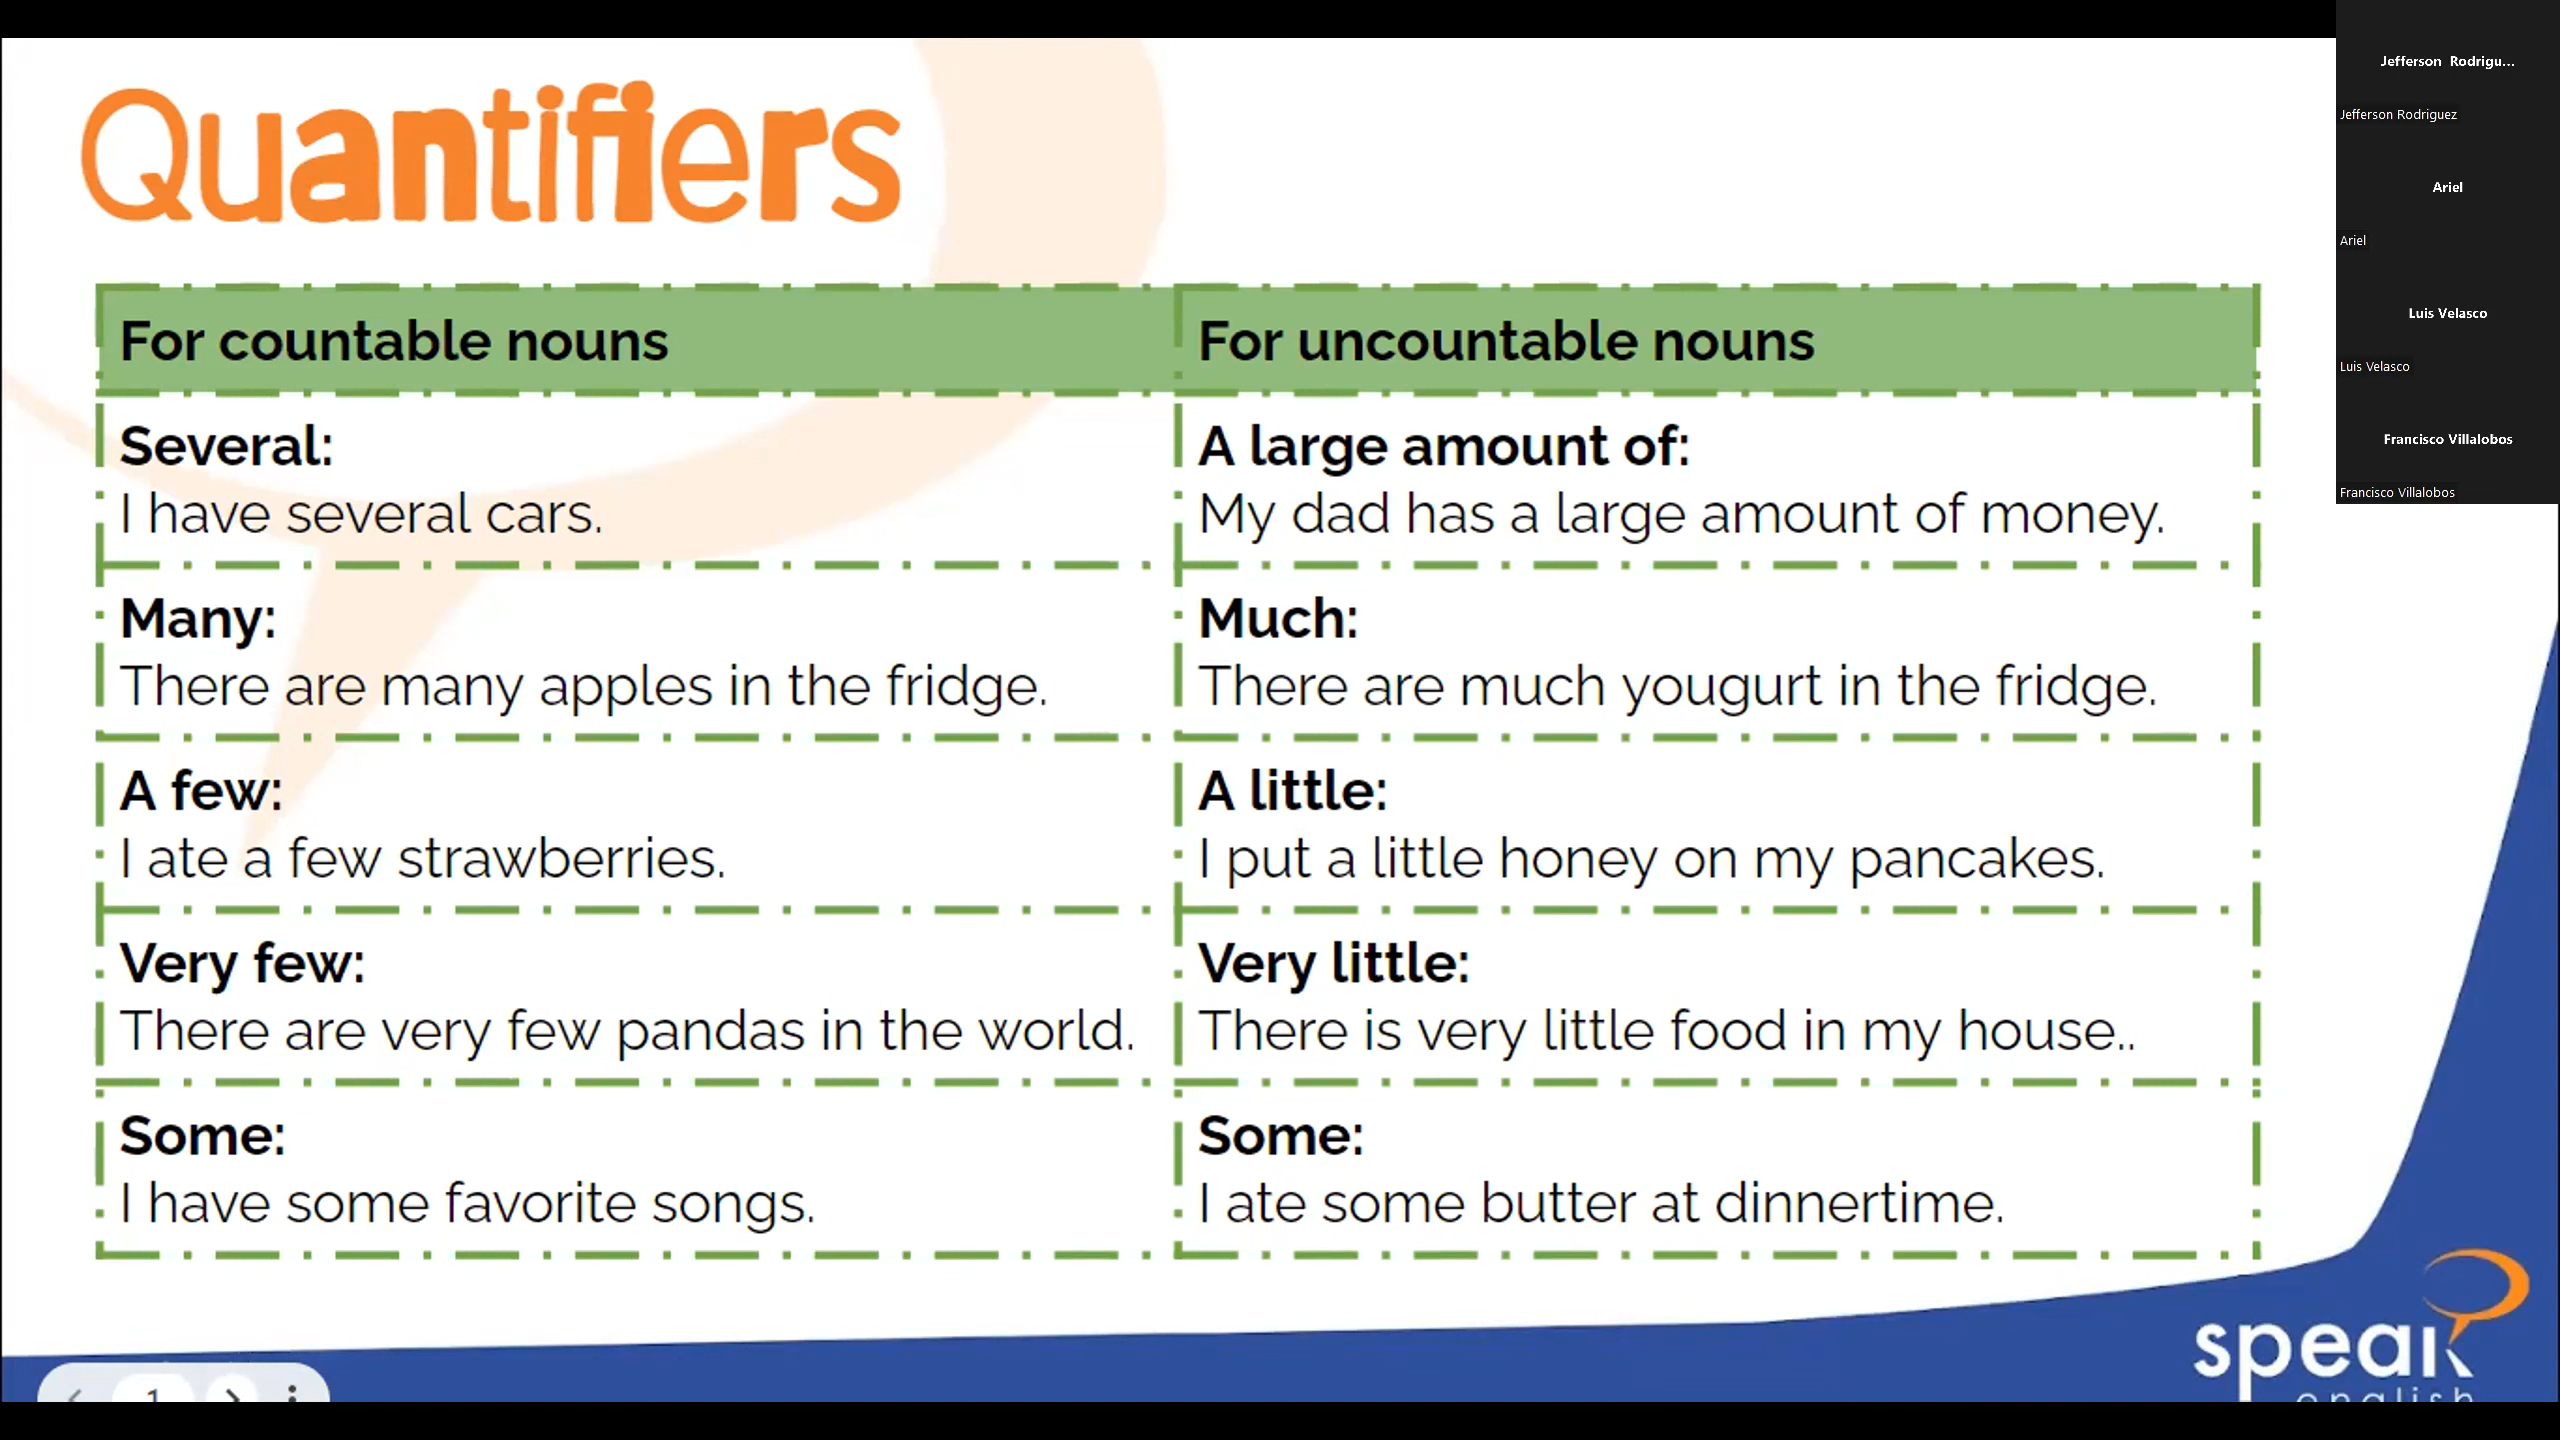 Quantifiers
For countable nouns
For uncountable nouns
Several:
I have several cars.
A large amount of:
My dad has a large amount of money.
Many:
There are many apples in the fridge.
Much:
There are much yougurt in the fridge.
A few:
I ate a few strawberries.
A little:
I put a little honey on my pancakes.
Very few:
There are very few pandas in the world.
Very little:
There is very little food in my house..
Some:
I have some favorite songs.
Some:
I ate some butter at dinnertime.
Jefferson Rodrigu...
Jefferson Rodriguez
Ariel
Ariel
Luis Velasco
Luis Velasco
Francisco Villalobos
Francisco Villalobos
1
speak
english